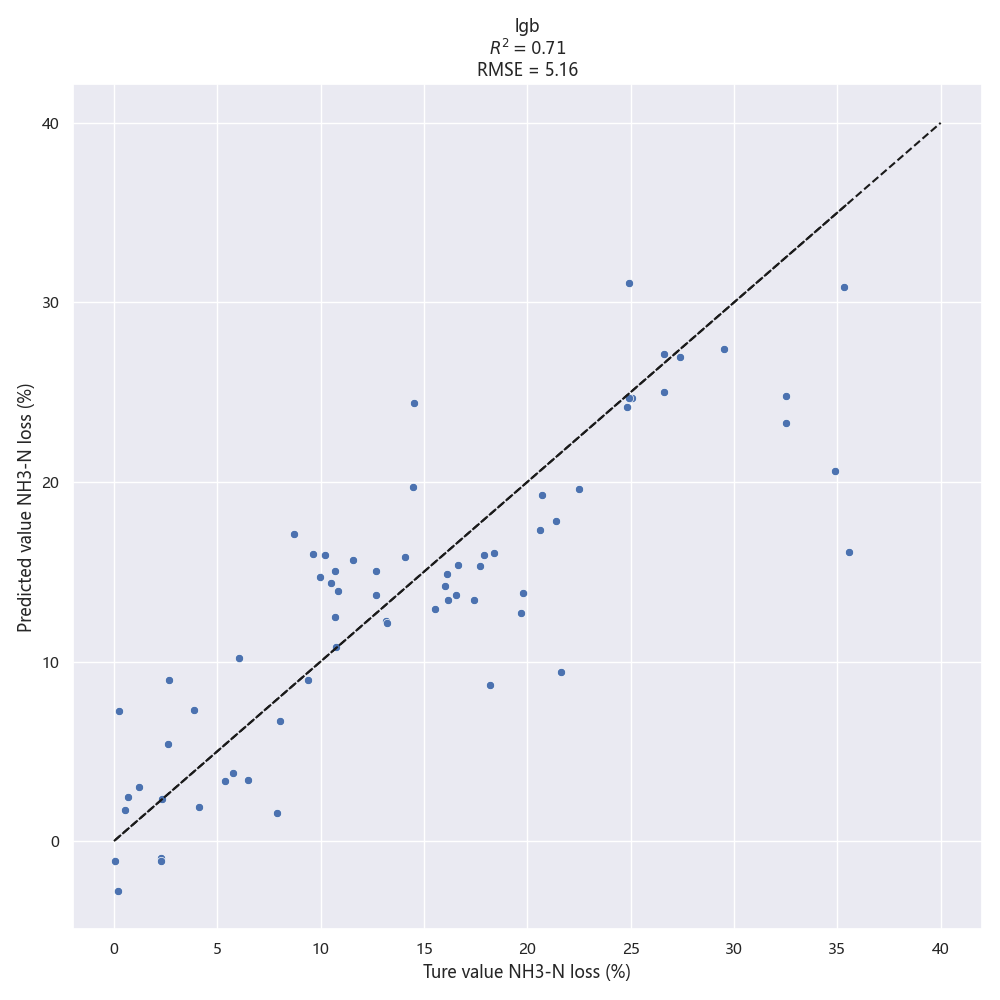 lgb
R² = 0.71
RMSE = 5.16
40
30
20
10
0
Predicted value NH3-N loss (%)
0 5 10 15 20 25 30 35 40
Ture value NH3-N loss (%)